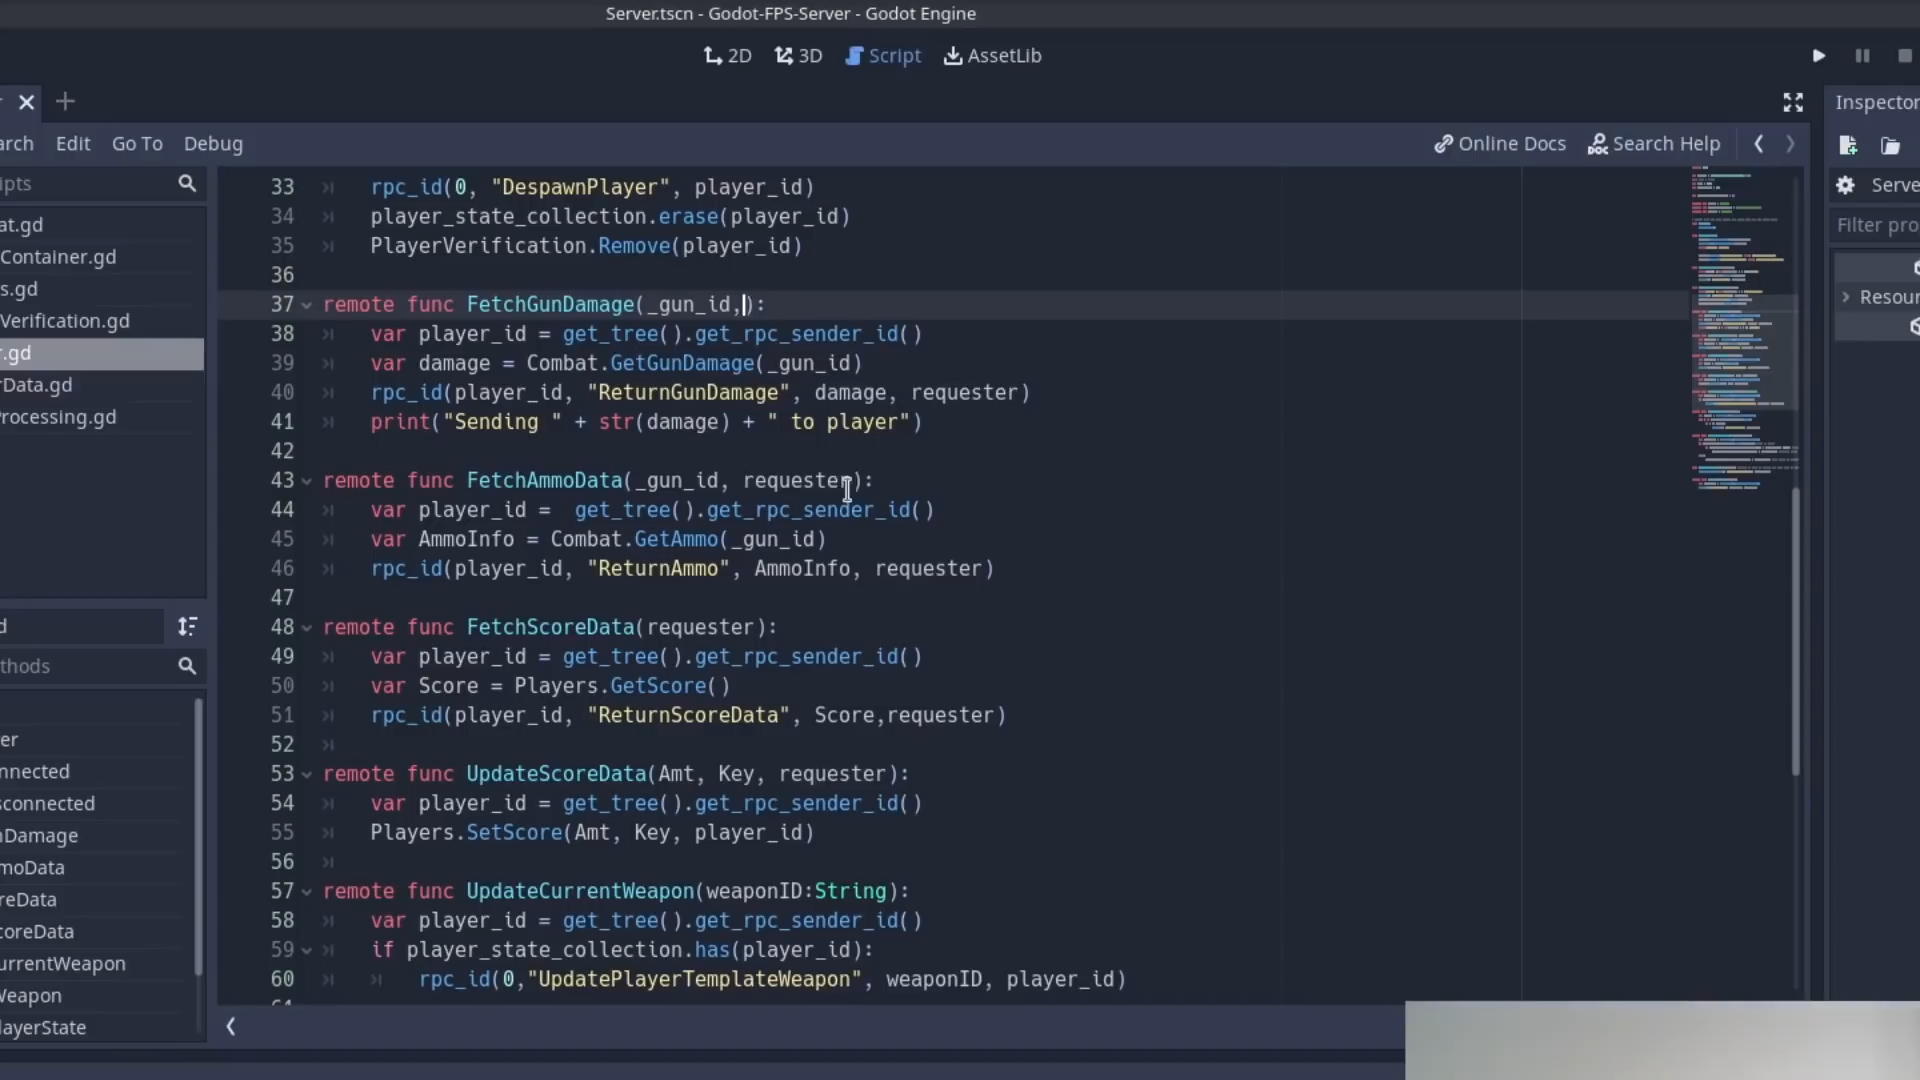 Server.tscn - Godot-FPS-Server - Godot Engine
2D 3D Script AssetLib
Inspector
arch Edit Go To Debug Online Docs Search Help
ipts
Serve
at.gd
Container.gd
s.gd
Verification.gd
r.gd
rData.gd
Processing.gd
Filter pro
Resour
d
thods
er
nnected
sconnected
nDamage
moData
reData
coreData
urrentWeapon
Weapon
layerState
33 rpc_id(0, "DespawnPlayer", player_id)
34 player_state_collection.erase(player_id)
35 PlayerVerification.Remove(player_id)
36
37 remote func FetchGunDamage(_gun_id,):
38 var player_id = get_tree().get_rpc_sender_id()
39 var damage = Combat.GetGunDamage(_gun_id)
40 rpc_id(player_id, "ReturnGunDamage", damage, requester)
41 print("Sending " + str(damage) + " to player")
42
43 remote func FetchAmmoData(_gun_id, requester):
44 var player_id =  get_tree().get_rpc_sender_id()
45 var AmmoInfo = Combat.GetAmmo(_gun_id)
46 rpc_id(player_id, "ReturnAmmo", AmmoInfo, requester)
47
48 remote func FetchScoreData(requester):
49 var player_id = get_tree().get_rpc_sender_id()
50 var Score = Players.GetScore()
51 rpc_id(player_id, "ReturnScoreData", Score,requester)
52
53 remote func UpdateScoreData(Amt, Key, requester):
54 var player_id = get_tree().get_rpc_sender_id()
55 Players.SetScore(Amt, Key, player_id)
56
57 remote func UpdateCurrentWeapon(weaponID:String):
58 var player_id = get_tree().get_rpc_sender_id()
59 if player_state_collection.has(player_id):
60 rpc_id(0,"UpdatePlayerTemplateWeapon", weaponID, player_id)